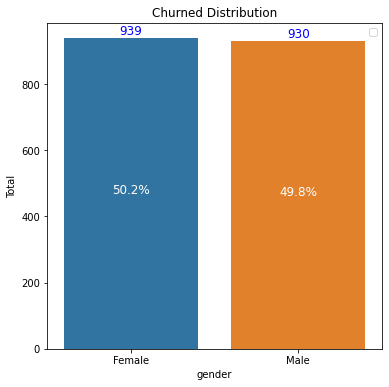 Churned Distribution
939
930
800
600
400
200
0
50.2%
49.8%
Total
Female
Male
gender